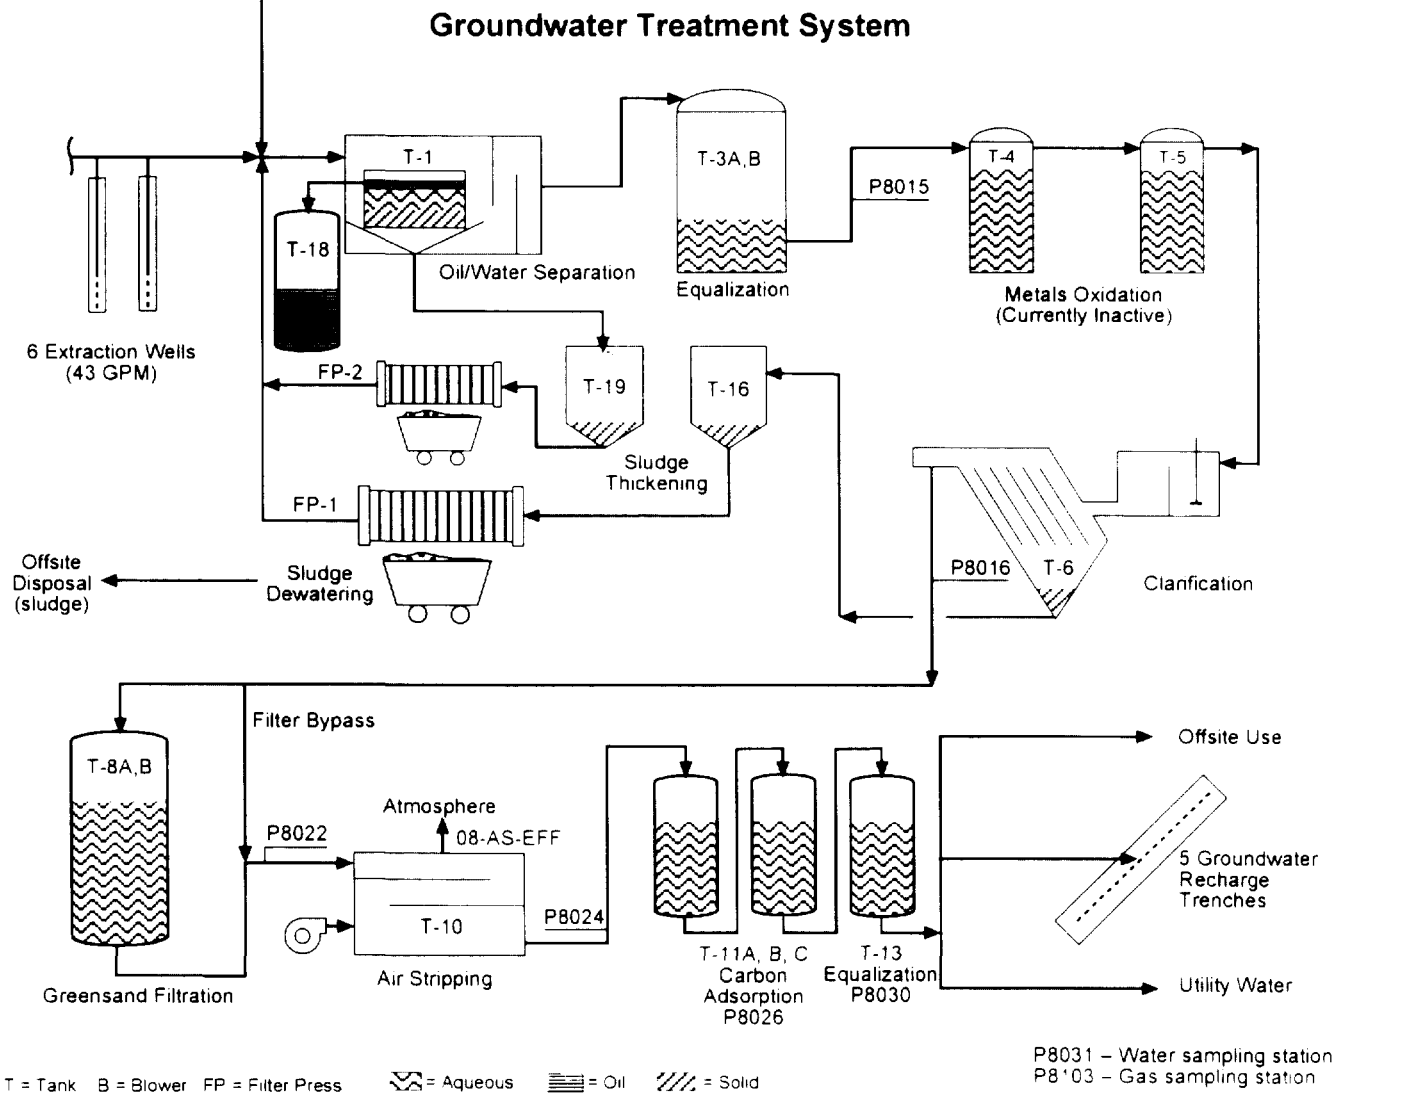 Groundwater Treatment System
T-1
T-3A,B
T-4
T-5
P8015
T-18
Oil/Water Separation
Equalization
Metals Oxidation
(Currently Inactive)
6 Extraction Wells
(43 GPM)
FP-2
T-19
T-16
Sludge
Thickening
FP-1
Offsite
Disposal
(sludge)
Sludge
Dewatering
P8016
T-6
Clarification
Filter Bypass
T-8A,B
Offsite Use
Atmosphere
08-AS-EFF
P8022
5 Groundwater
Recharge
Trenches
P8024
T-10
Air Stripping
T-11A, B, C
Carbon
Adsorption
P8026
T-13
Equalization
P8030
Utility Water
Greensand Filtration
P8031 – Water sampling station
P8103 – Gas sampling station
T = Tank B = Blower FP = Filter Press = Aqueous = Oil = Solid